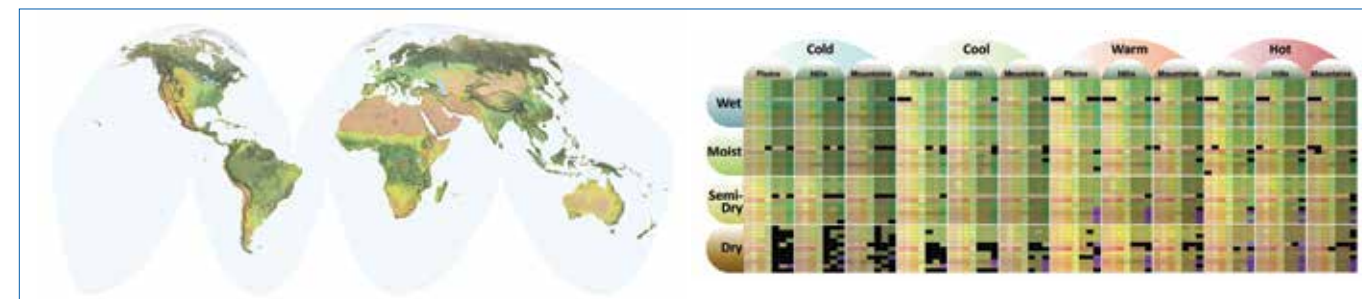 Cold Cool Warm Hot
Plains Hills Mountains Plains Hills Mountains Plains Hills Mountains Plains Hills Mountains
Wet
Moist
Semi-
Dry
Dry